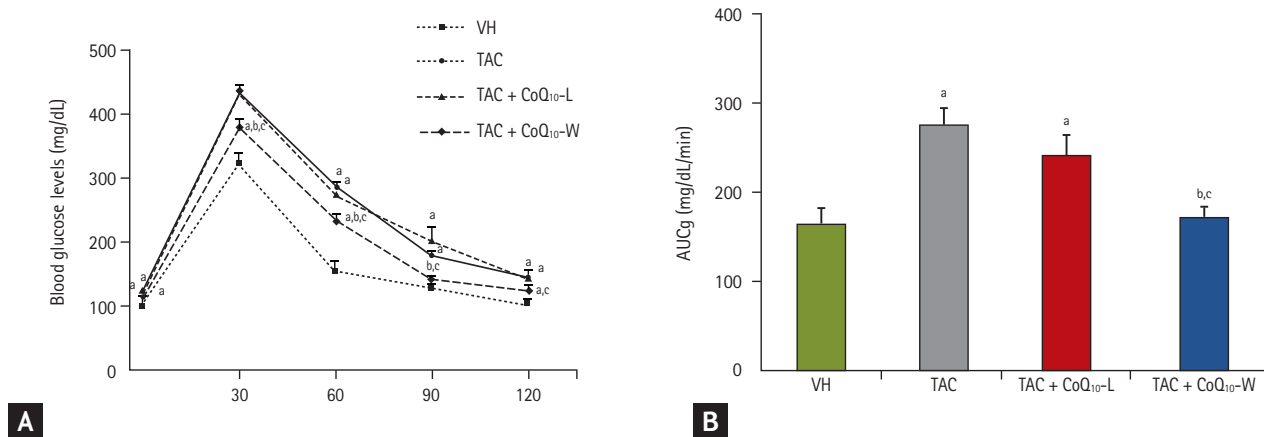 VH
TAC
TAC + CoQ₁₀-L
TAC + CoQ₁₀-W
Blood glucose levels (mg/dL)
500
400
300
200
100
0
30
60
90
120
a,b,c
a
a
a,b,c
a
a
b,c
a
a
a,c
a
a
a
A
AUCg (mg/dL/min)
400
300
200
100
0
a
a
b,c
VH
TAC
TAC + CoQ₁₀-L
TAC + CoQ₁₀-W
B